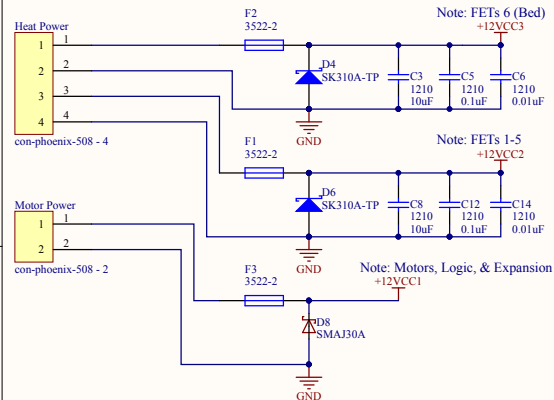 Note: FETs 6 (Bed)
+12VCC3
Heat Power
1 1
2 2
3 3
4 4
con-phoenix-508 - 4
F2
3522-2
D4
SK310A-TP
C3
1210
10uF
C5
1210
0.1uF
C6
1210
0.01uF
GND
Note: FETs 1-5
+12VCC2
F1
3522-2
D6
SK310A-TP
C8
1210
10uF
C12
1210
0.1uF
C14
1210
0.01uF
GND
Motor Power
1 1
2 2
con-phoenix-508 - 2
Note: Motors, Logic, & Expansion
+12VCC1
F3
3522-2
D8
SMAJ30A
GND